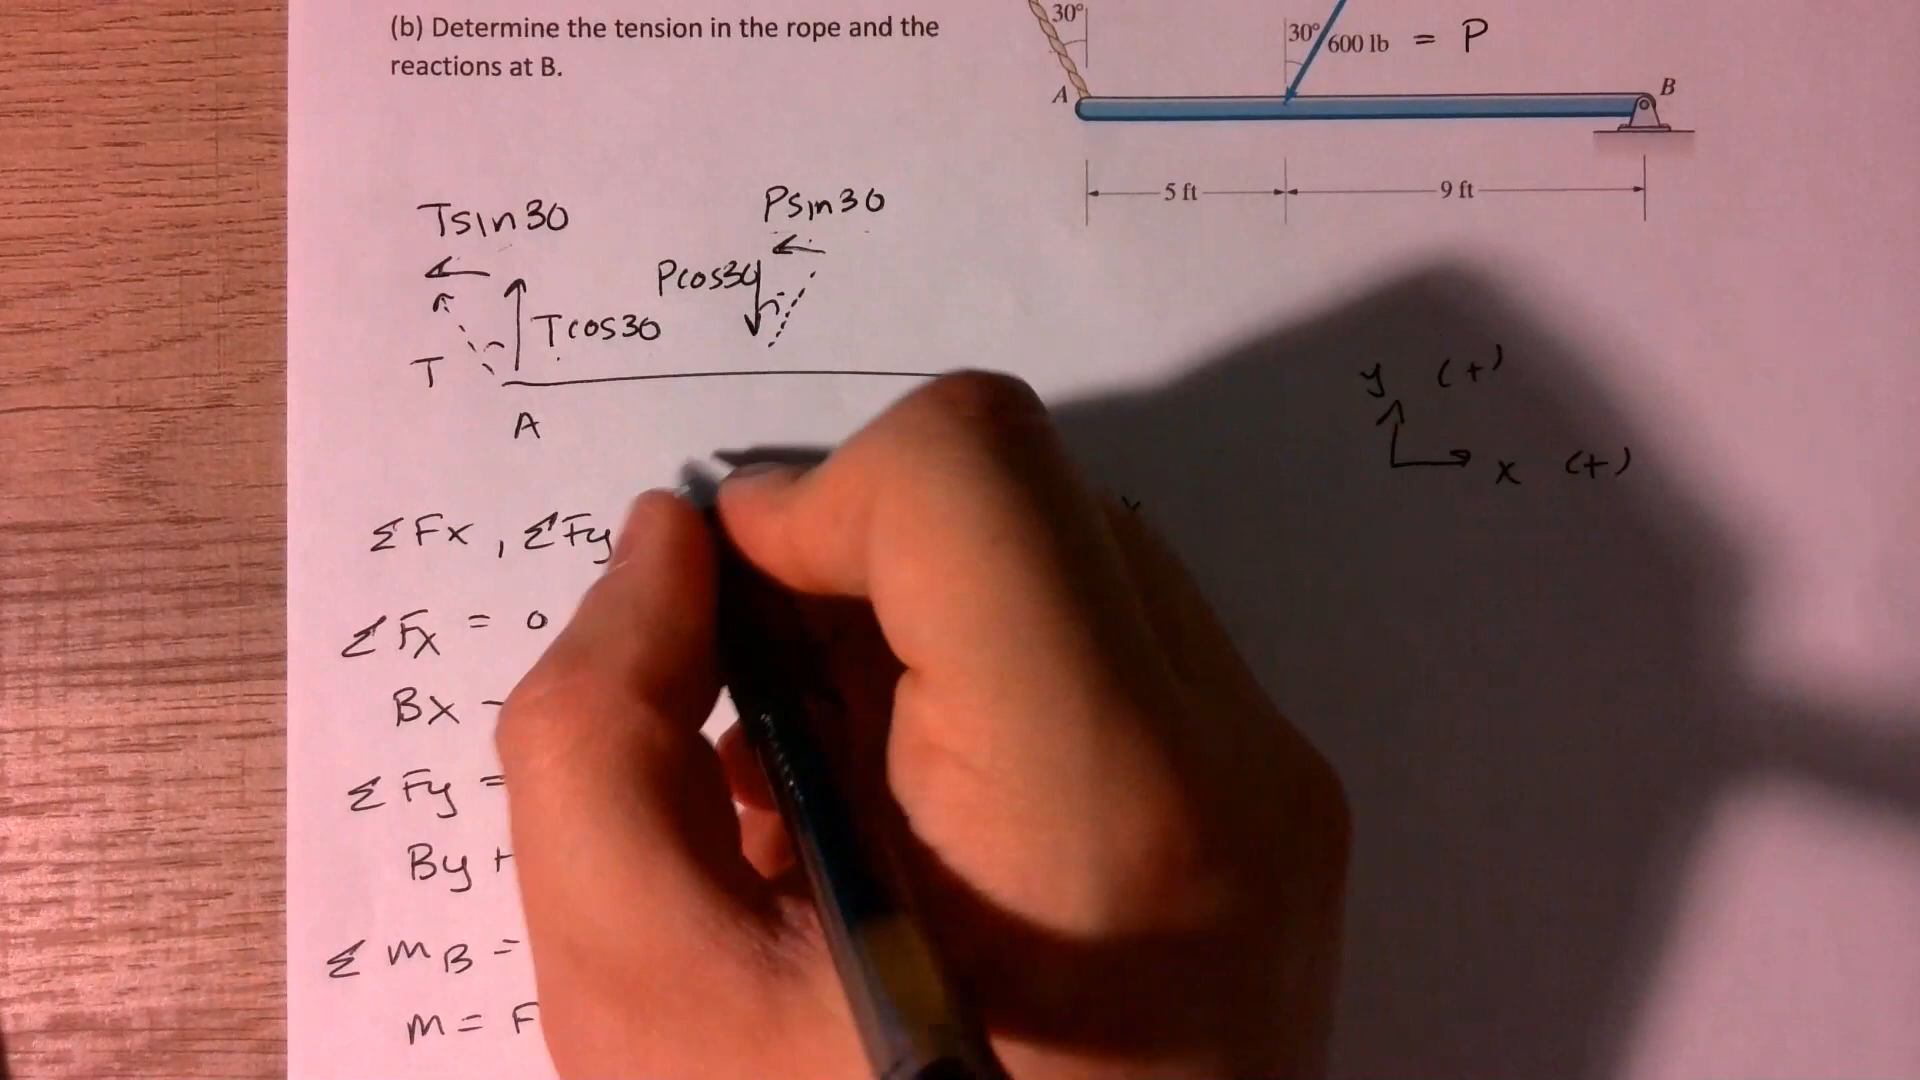 (b) Determine the tension in the rope and the
reactions at B.
30°
30°
600 lb = P
A
B
5 ft
9 ft
Tsin30
Psin30
Pcos30
Tcos30
T
A
y (+)
x (+)
ΣFx, ΣFy
ΣFx = 0
Bx -
ΣFy =
By +
ΣMB =
M = F